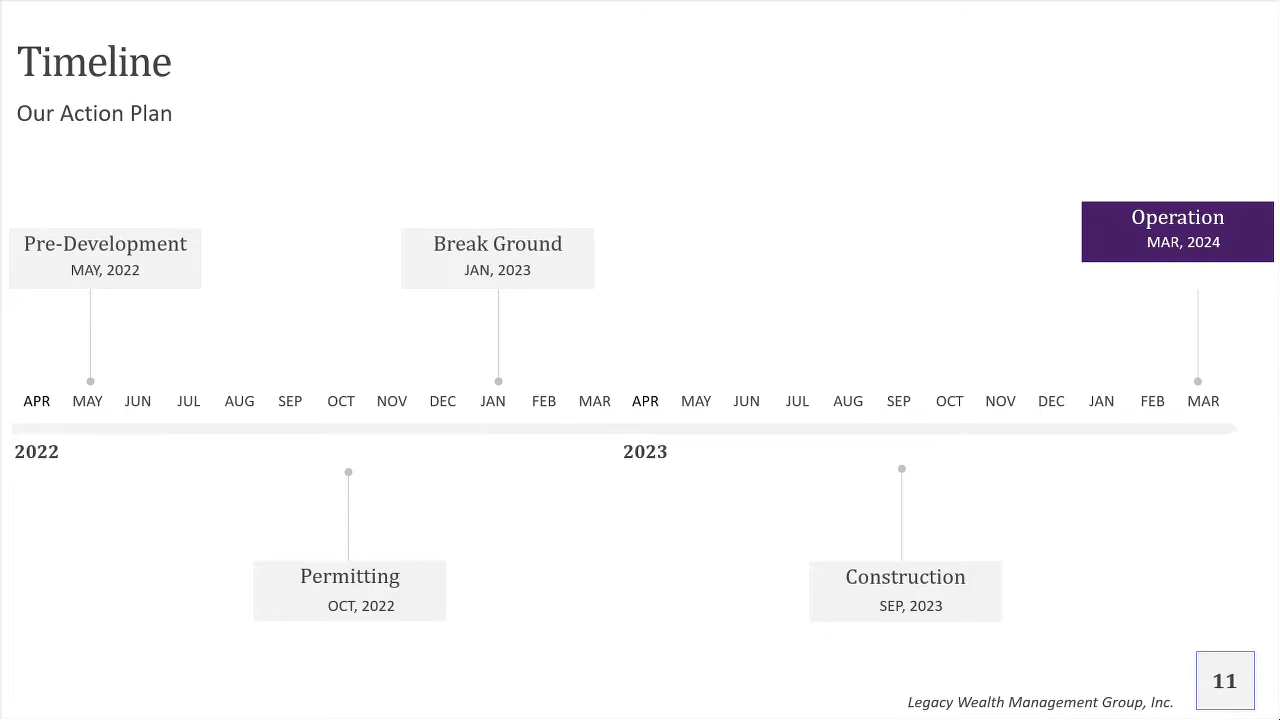 Timeline
Our Action Plan
Operation
MAR, 2024
Pre-Development
MAY, 2022
Break Ground
JAN, 2023
APR MAY JUN JUL AUG SEP OCT NOV DEC JAN FEB MAR APR MAY JUN JUL AUG SEP OCT NOV DEC JAN FEB MAR
2022 2023
Permitting
OCT, 2022
Construction
SEP, 2023
11
Legacy Wealth Management Group, Inc.